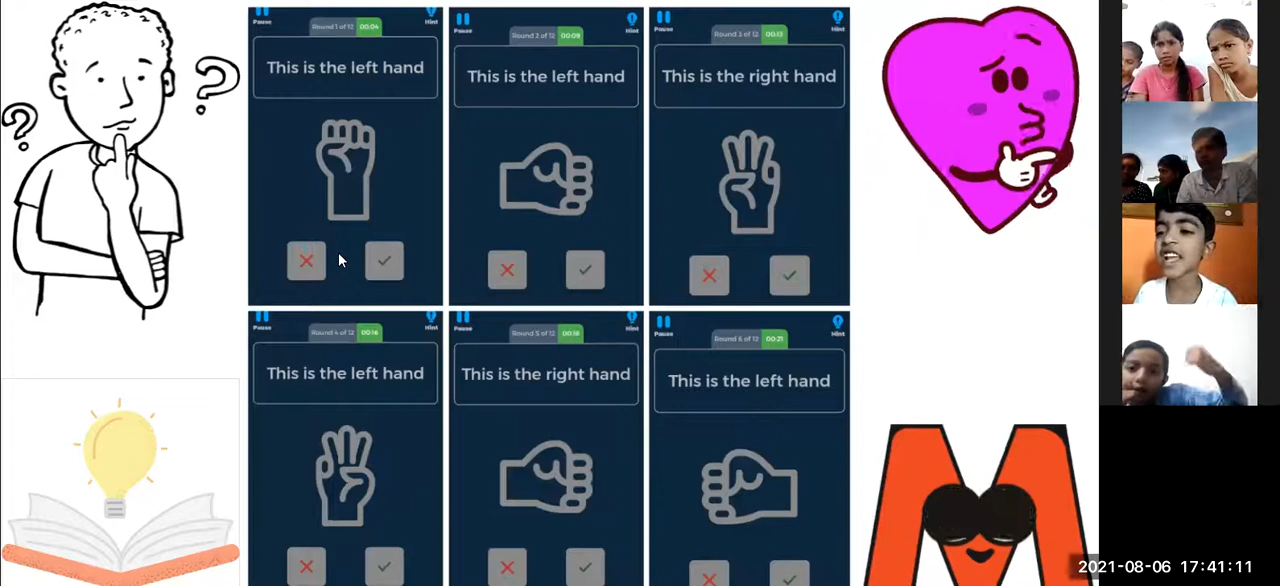 Pause
Round 1 of 12 00:04
Hint
This is the left hand
Pause
Round 2 of 12 00:09
Hint
This is the left hand
Pause
Round 3 of 12 00:13
Hint
This is the right hand
Pause
Round 4 of 12 00:16
Hint
This is the left hand
Pause
Round 5 of 12 00:18
Hint
This is the right hand
Pause
Round 6 of 12 00:21
Hint
This is the left hand
? ?
M
2021-08-06 17:41:11